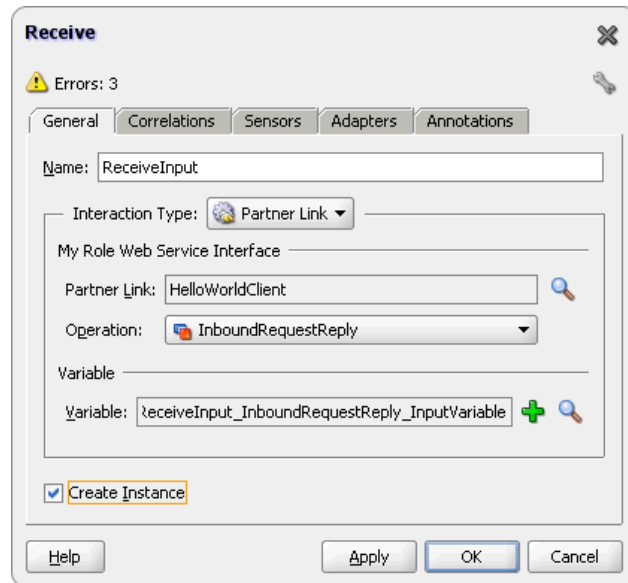 Receive
Errors: 3
General Correlations Sensors Adapters Annotations
Name: ReceiveInput
Interaction Type: Partner Link
My Role Web Service Interface
Partner Link: HelloWorldClient
Operation: InboundRequestReply
Variable
Variable: ReceiveInput_InboundRequestReply_InputVariable
Create Instance
Help Apply OK Cancel